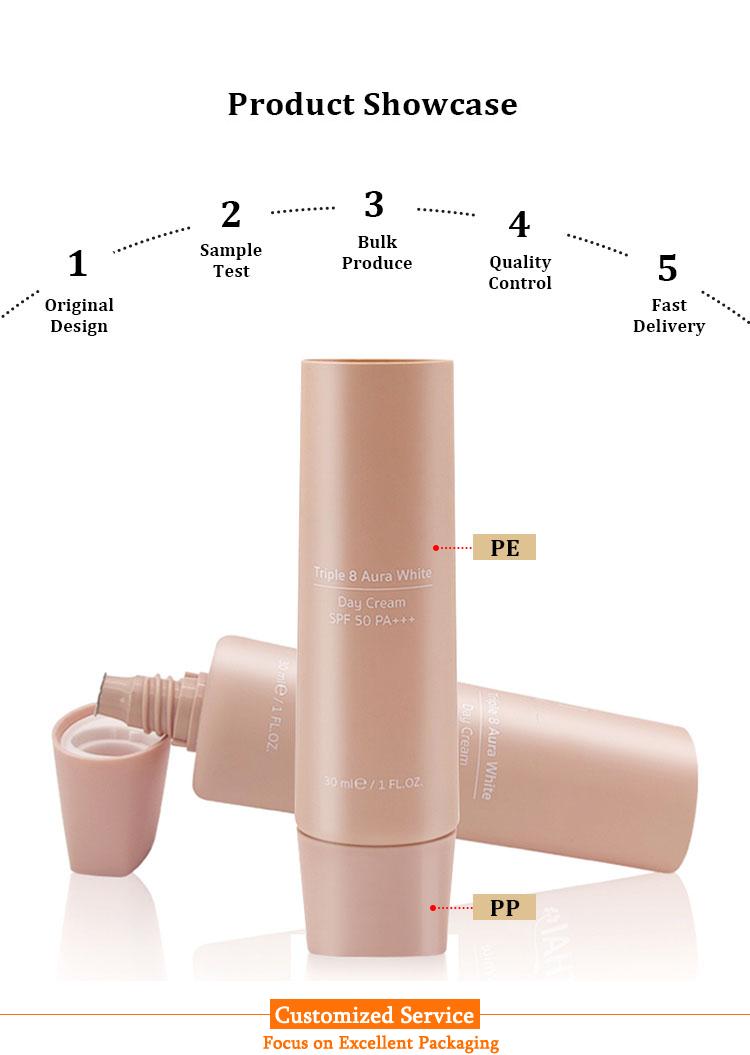 Product Showcase
1
Original
Design
2
Sample
Test
3
Bulk
Produce
4
Quality
Control
5
Fast
Delivery
PE
Triple 8 Aura White
Day Cream
SPF 50 PA+++
30 ml℮ / 1 FL.OZ.
30 ml℮ / 1 FL.OZ.
Triple 8 Aura White
Day Cream
PP
Customized Service
Focus on Excellent Packaging